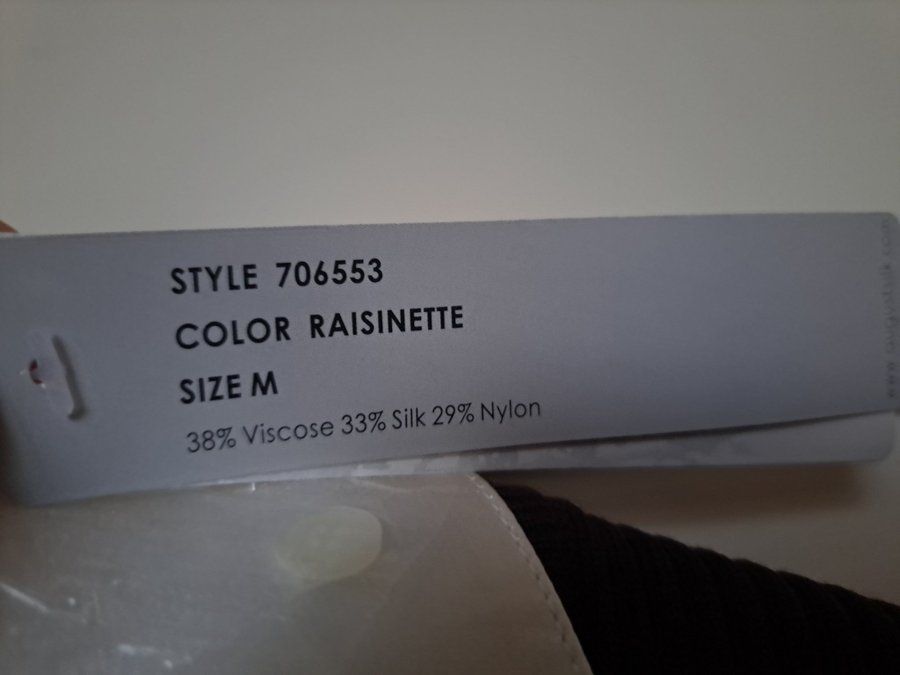 STYLE 706553
COLOR RAISINETTE
SIZE M
38% Viscose 33% Silk 29% Nylon